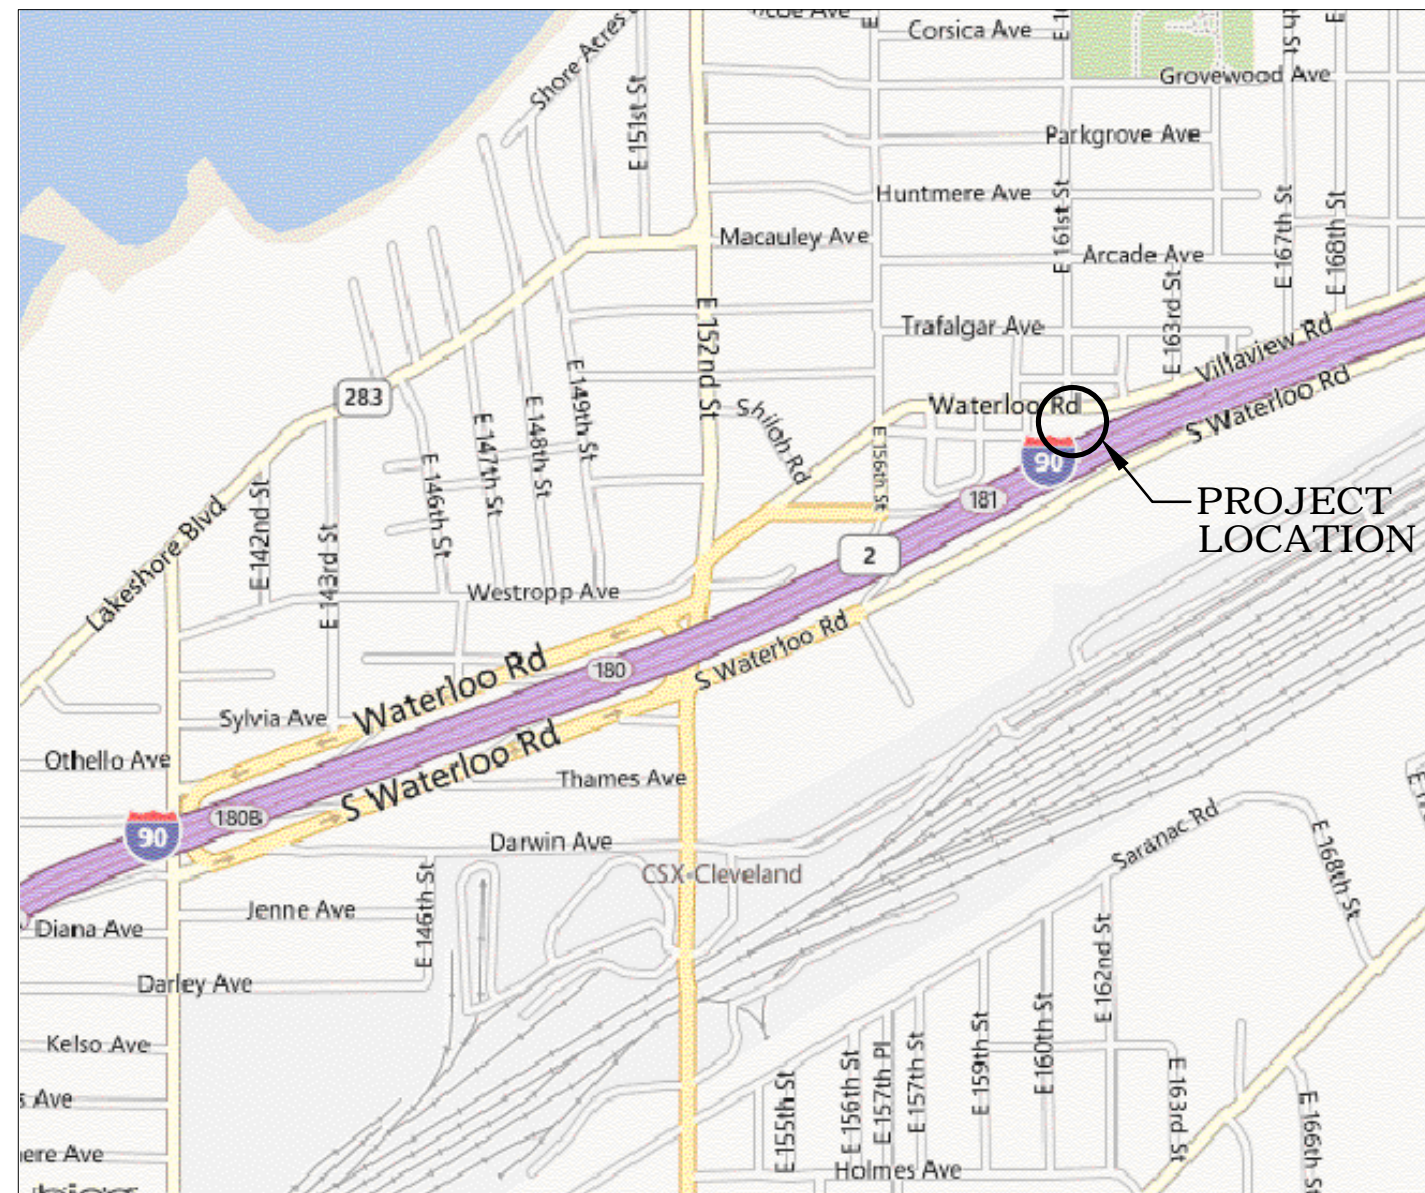 Shore Acres
Corsica Ave
Grovewood Ave
E 151st St
Parkgrove Ave
Huntmere Ave
E 161st St
E 167th St
E 168th St
Macauley Ave
Arcade Ave
E 163rd St
E 152nd St
Trafalgar Ave
Villaview Rd
283
E 149th St
E 148th St
E 147th St
E 146th St
Shiloh Rd
Waterloo Rd
S Waterloo Rd
E 156th St
90
181
PROJECT
LOCATION
Lakeshore Blvd
E 142nd St
E 143rd St
2
Westropp Ave
Waterloo Rd
180
S Waterloo Rd
Sylvia Ave
Othello Ave
S Waterloo Rd
Thames Ave
180B
90
Darwin Ave
Saranac Rd
E 168th St
CSX-Cleveland
E 146th St
Jenne Ave
Diana Ave
E 162nd St
Darley Ave
Kelso Ave
E 155th St
E 156th St
E 157th Pl
E 157th St
E 159th St
E 160th St
E 163rd St
E 166th St
Holmes Ave